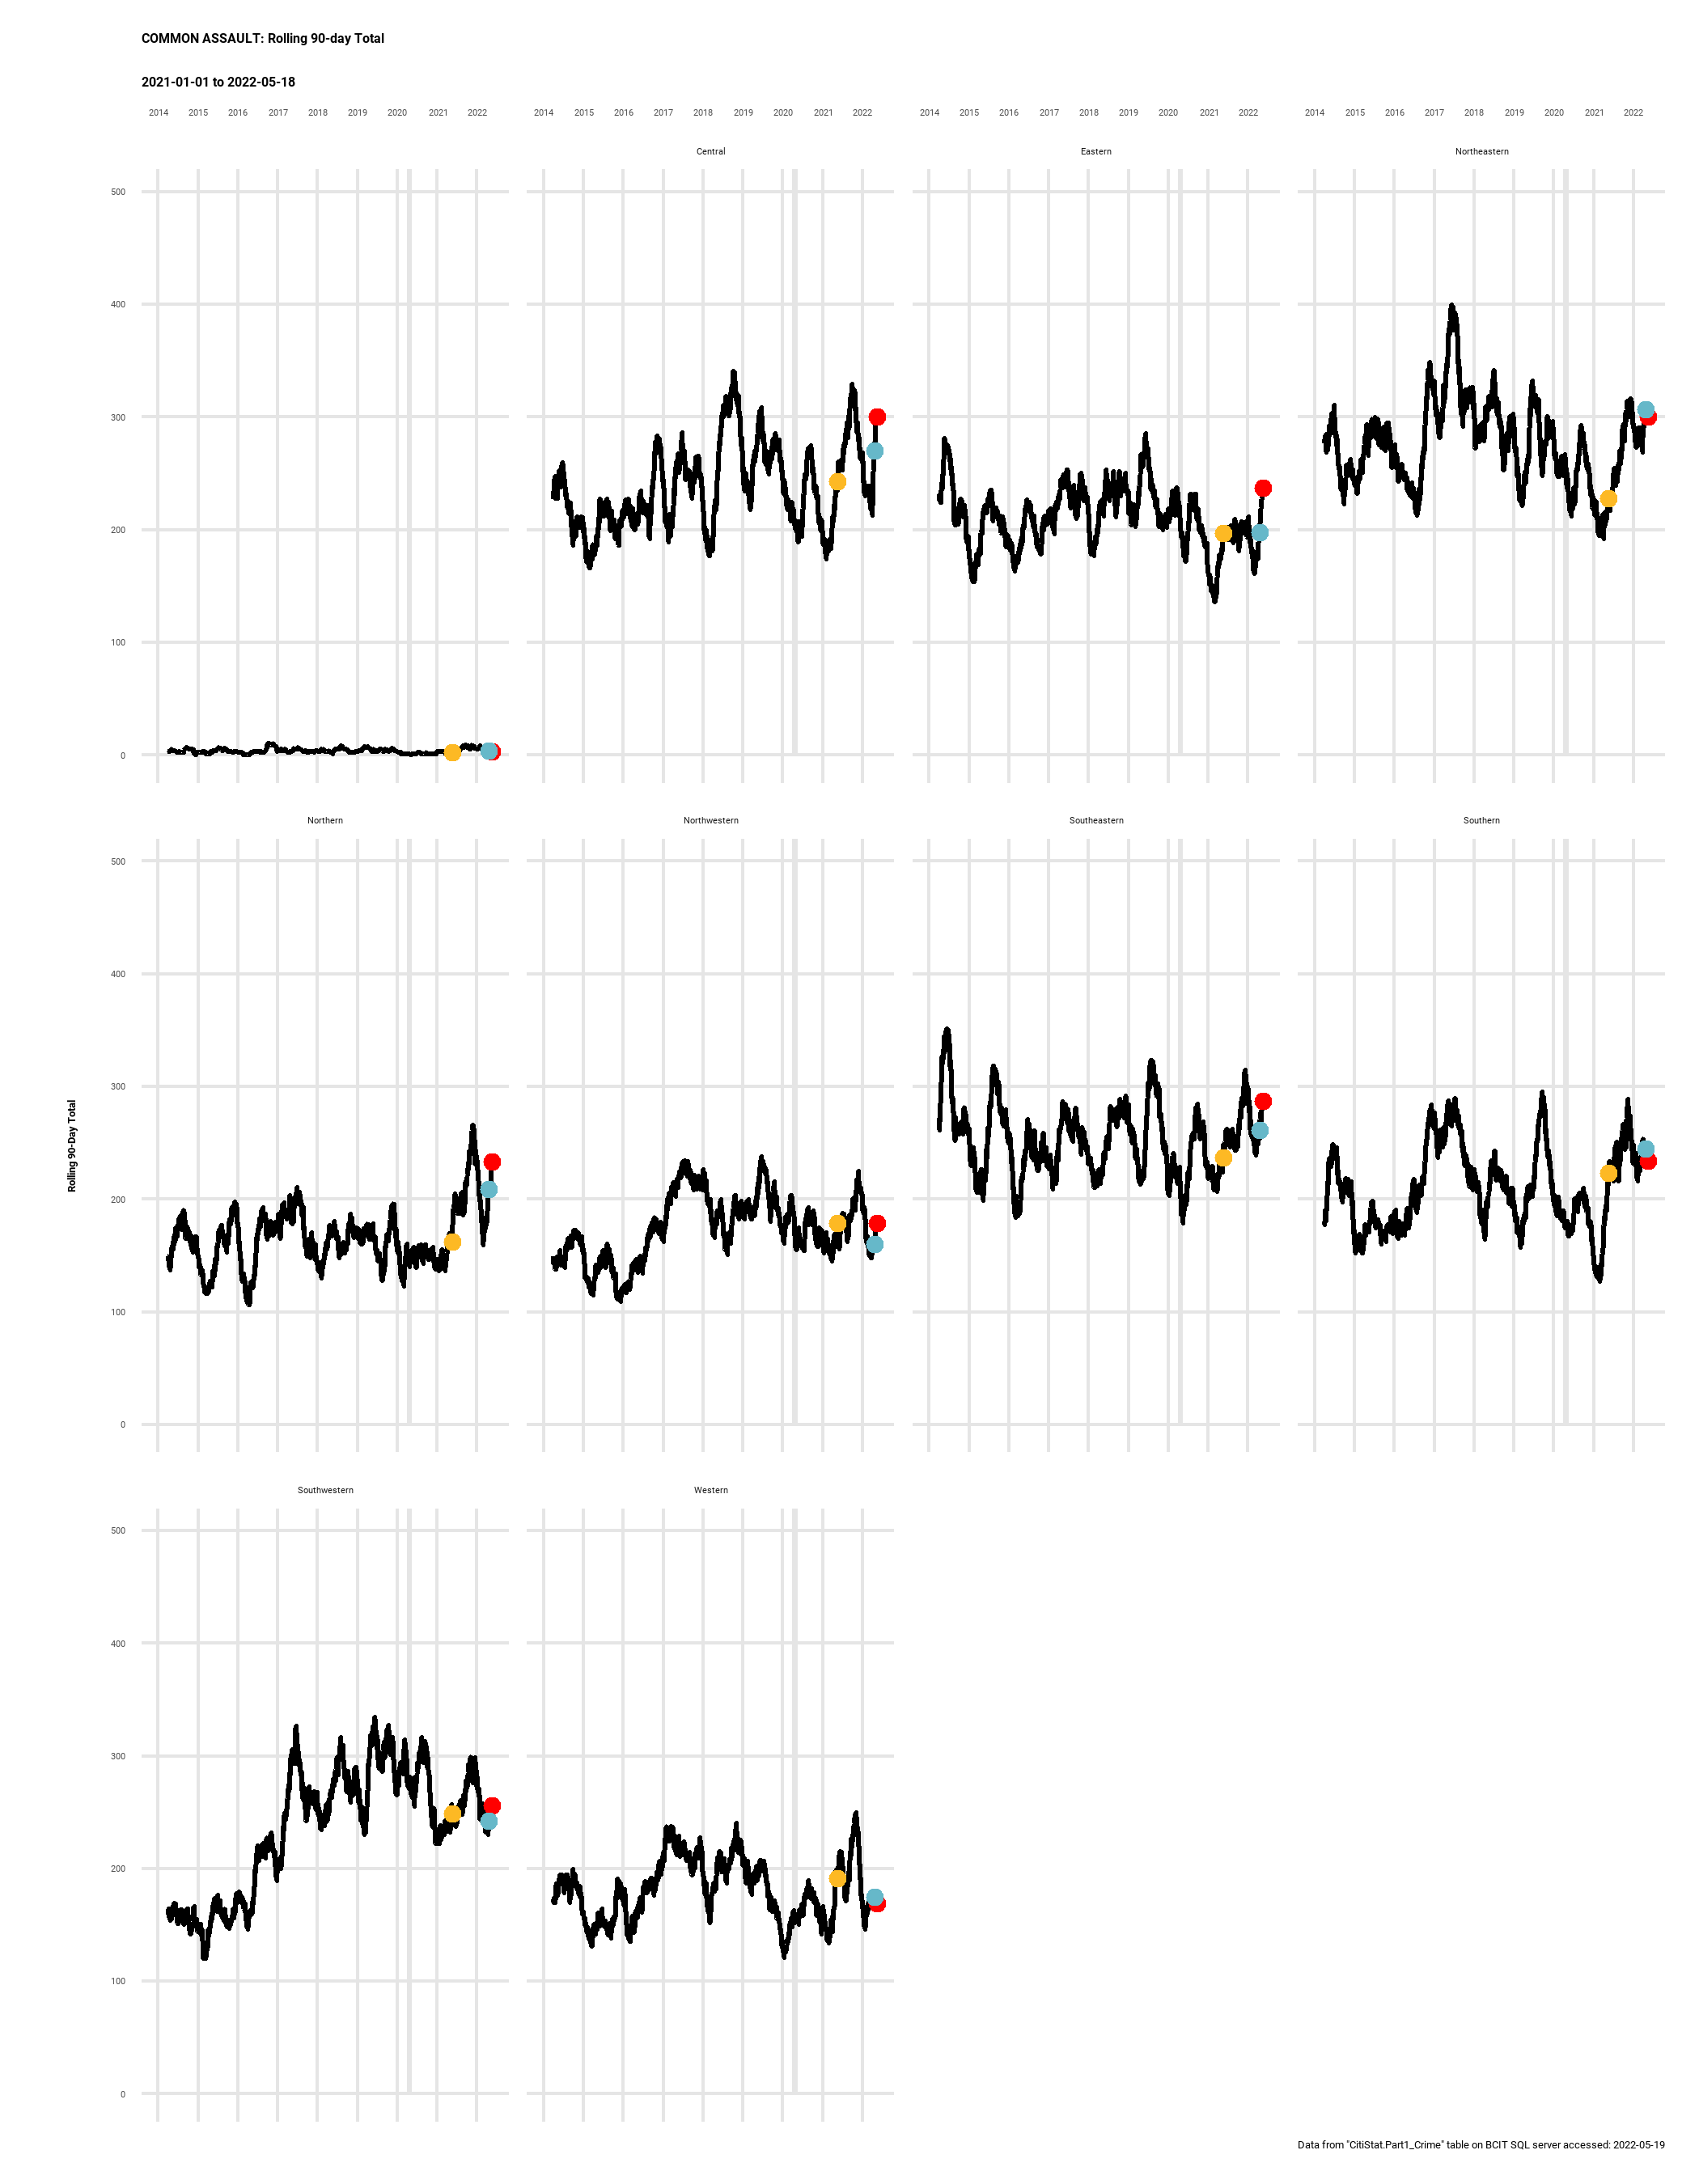 COMMON ASSAULT: Rolling 90-day Total
2021-01-01 to 2022-05-18
2014 2015 2016 2017 2018 2019 2020 2021 2022 2014 2015 2016 2017 2018 2019 2020 2021 2022 2014 2015 2016 2017 2018 2019 2020 2021 2022 2014 2015 2016 2017 2018 2019 2020 2021 2022
Central Eastern Northeastern
500
400
300
200
100
0
Northern Northwestern Southeastern Southern
500
400
300
200
100
0
Rolling 90-Day Total
Southwestern Western
500
400
300
200
100
0
Data from "CitiStat.Part1_Crime" table on BCIT SQL server accessed: 2022-05-19